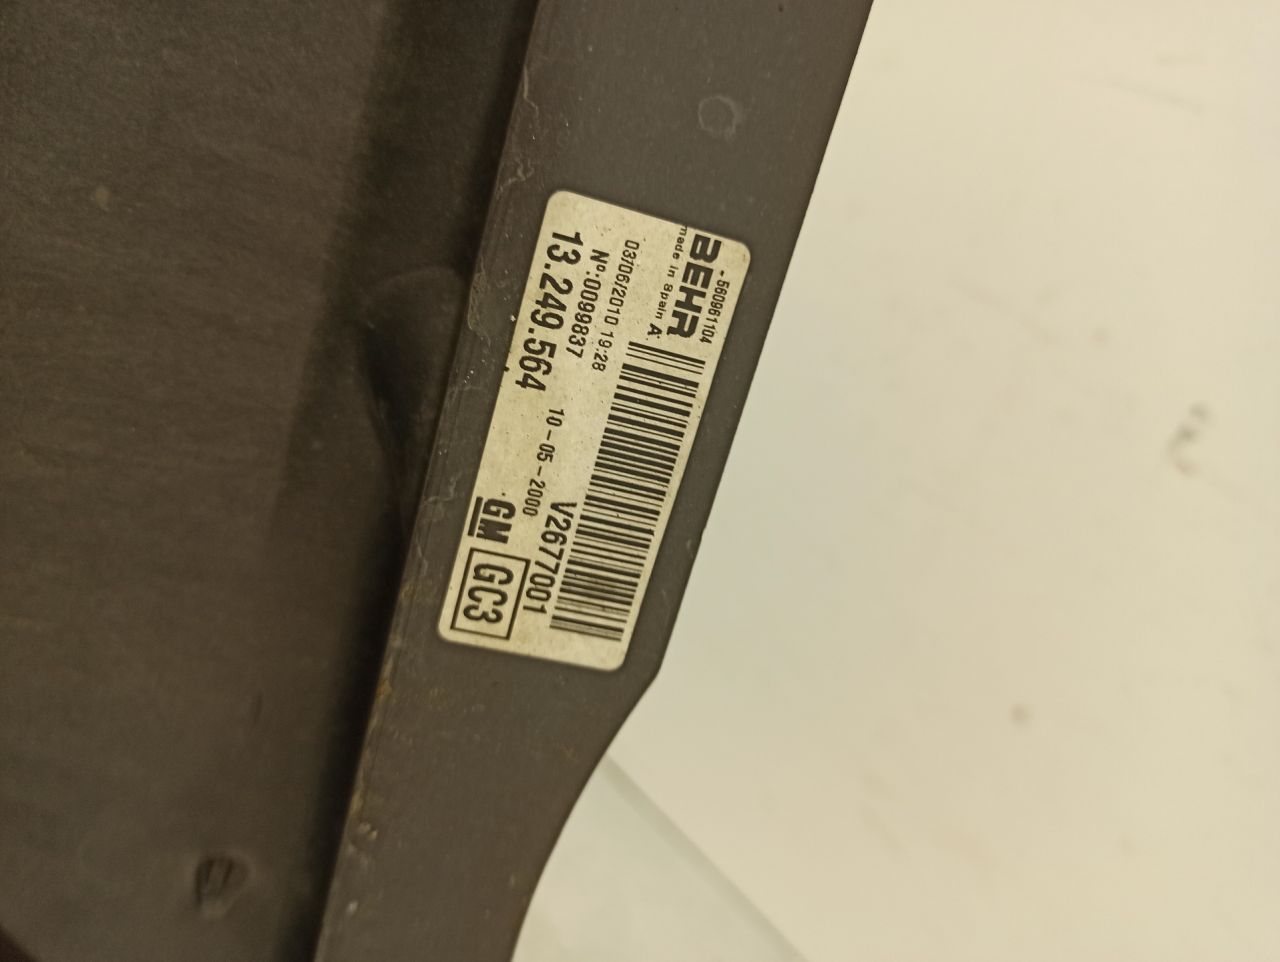 -560961104
BEHR
made in Spain A
03/06/2010 19:28
Nº:0099837
13.249.564
10-05-2000
V2677001
GM
GC3